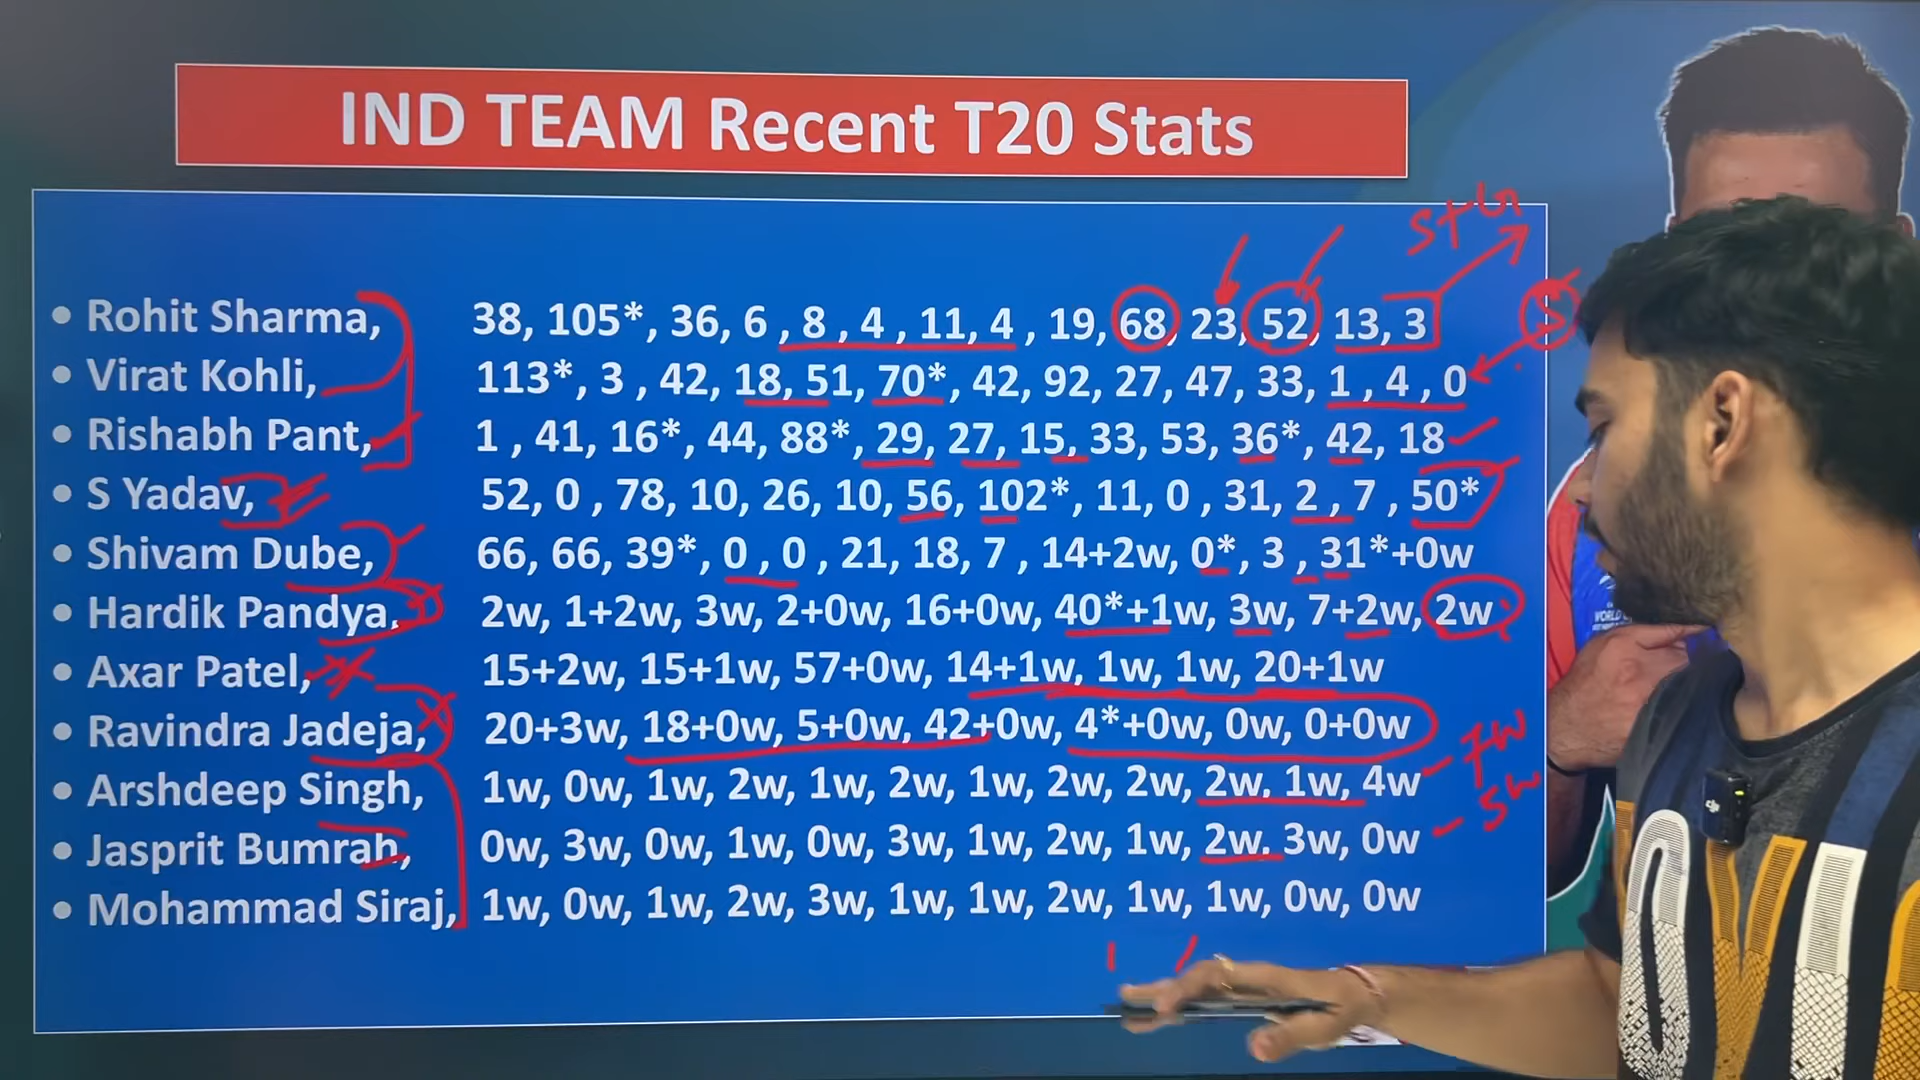 IND TEAM Recent T20 Stats
S+G
S
• Rohit Sharma, 38, 105*, 36, 6 , 8 , 4 , 11, 4 , 19, 68, 23, 52, 13, 3
• Virat Kohli, 113*, 3 , 42, 18, 51, 70*, 42, 92, 27, 47, 33, 1 , 4 , 0
• Rishabh Pant, 1 , 41, 16*, 44, 88*, 29, 27, 15, 33, 53, 36*, 42, 18
• S Yadav, 52, 0 , 78, 10, 26, 10, 56, 102*, 11, 0 , 31, 2 , 7 , 50*
• Shivam Dube, 66, 66, 39*, 0 , 0 , 21, 18, 7 , 14+2w, 0*, 3 , 31*+0w
• Hardik Pandya, 2w, 1+2w, 3w, 2+0w, 16+0w, 40*+1w, 3w, 7+2w, 2w
• Axar Patel, 15+2w, 15+1w, 57+0w, 14+1w, 1w, 1w, 20+1w
• Ravindra Jadeja, 20+3w, 18+0w, 5+0w, 42+0w, 4*+0w, 0w, 0+0w
• Arshdeep Singh, 1w, 0w, 1w, 2w, 1w, 2w, 1w, 2w, 2w, 2w, 1w, 4w
7w
• Jasprit Bumrah, 0w, 3w, 0w, 1w, 0w, 3w, 1w, 2w, 1w, 2w, 3w, 0w
5w
• Mohammad Siraj, 1w, 0w, 1w, 2w, 3w, 1w, 1w, 2w, 1w, 1w, 0w, 0w